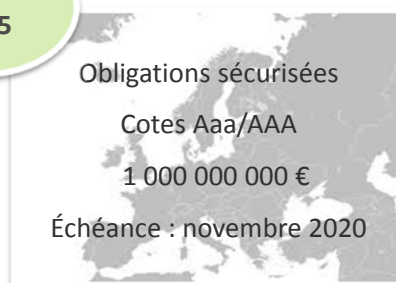 5
Obligations sécurisées
Cotes Aaa/AAA
1 000 000 000 €
Échéance : novembre 2020